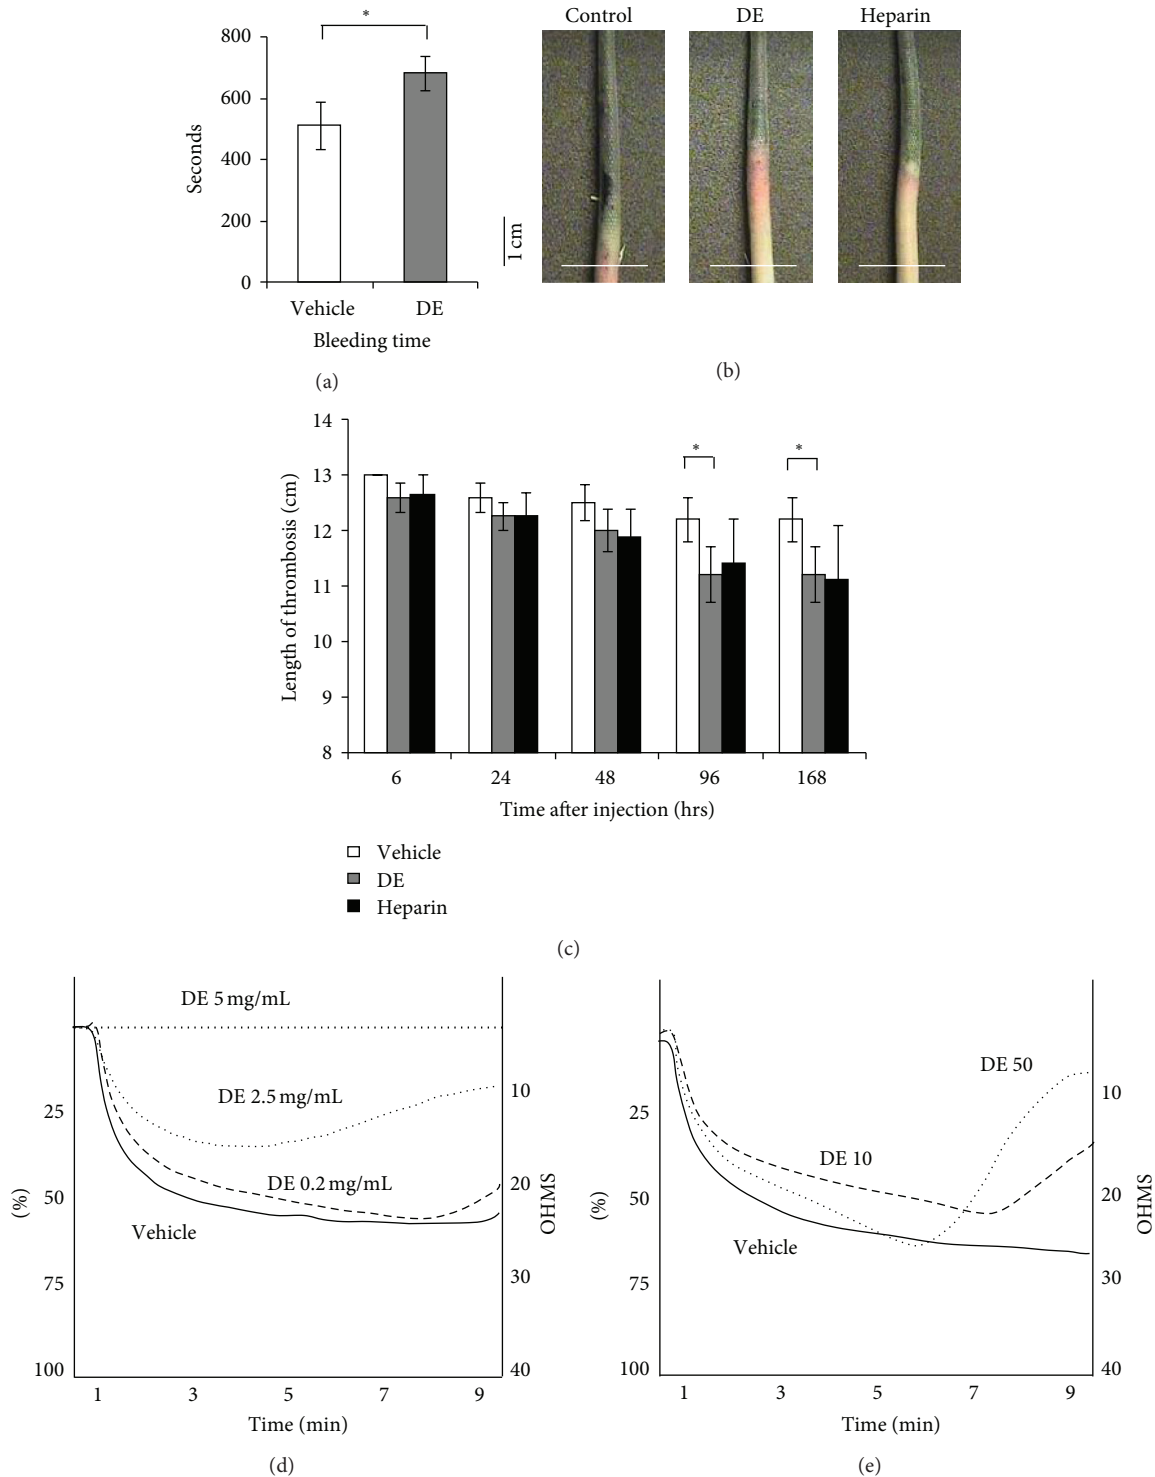 *
800
600
400
200
0
Seconds
Vehicle DE
Bleeding time
(a)
Control DE Heparin
1 cm
(b)
14
13
12
11
10
9
8
Length of thrombosis (cm)
* *
6 24 48 96 168
Time after injection (hrs)
Vehicle
DE
Heparin
(c)
DE 5 mg/mL
DE 2.5 mg/mL
DE 0.2 mg/mL
Vehicle
25
50
75
100
(%)
10
20
30
40
OHMS
1 3 5 7 9
Time (min)
(d)
DE 50
DE 10
Vehicle
25
50
75
100
(%)
10
20
30
40
OHMS
1 3 5 7 9
Time (min)
(e)